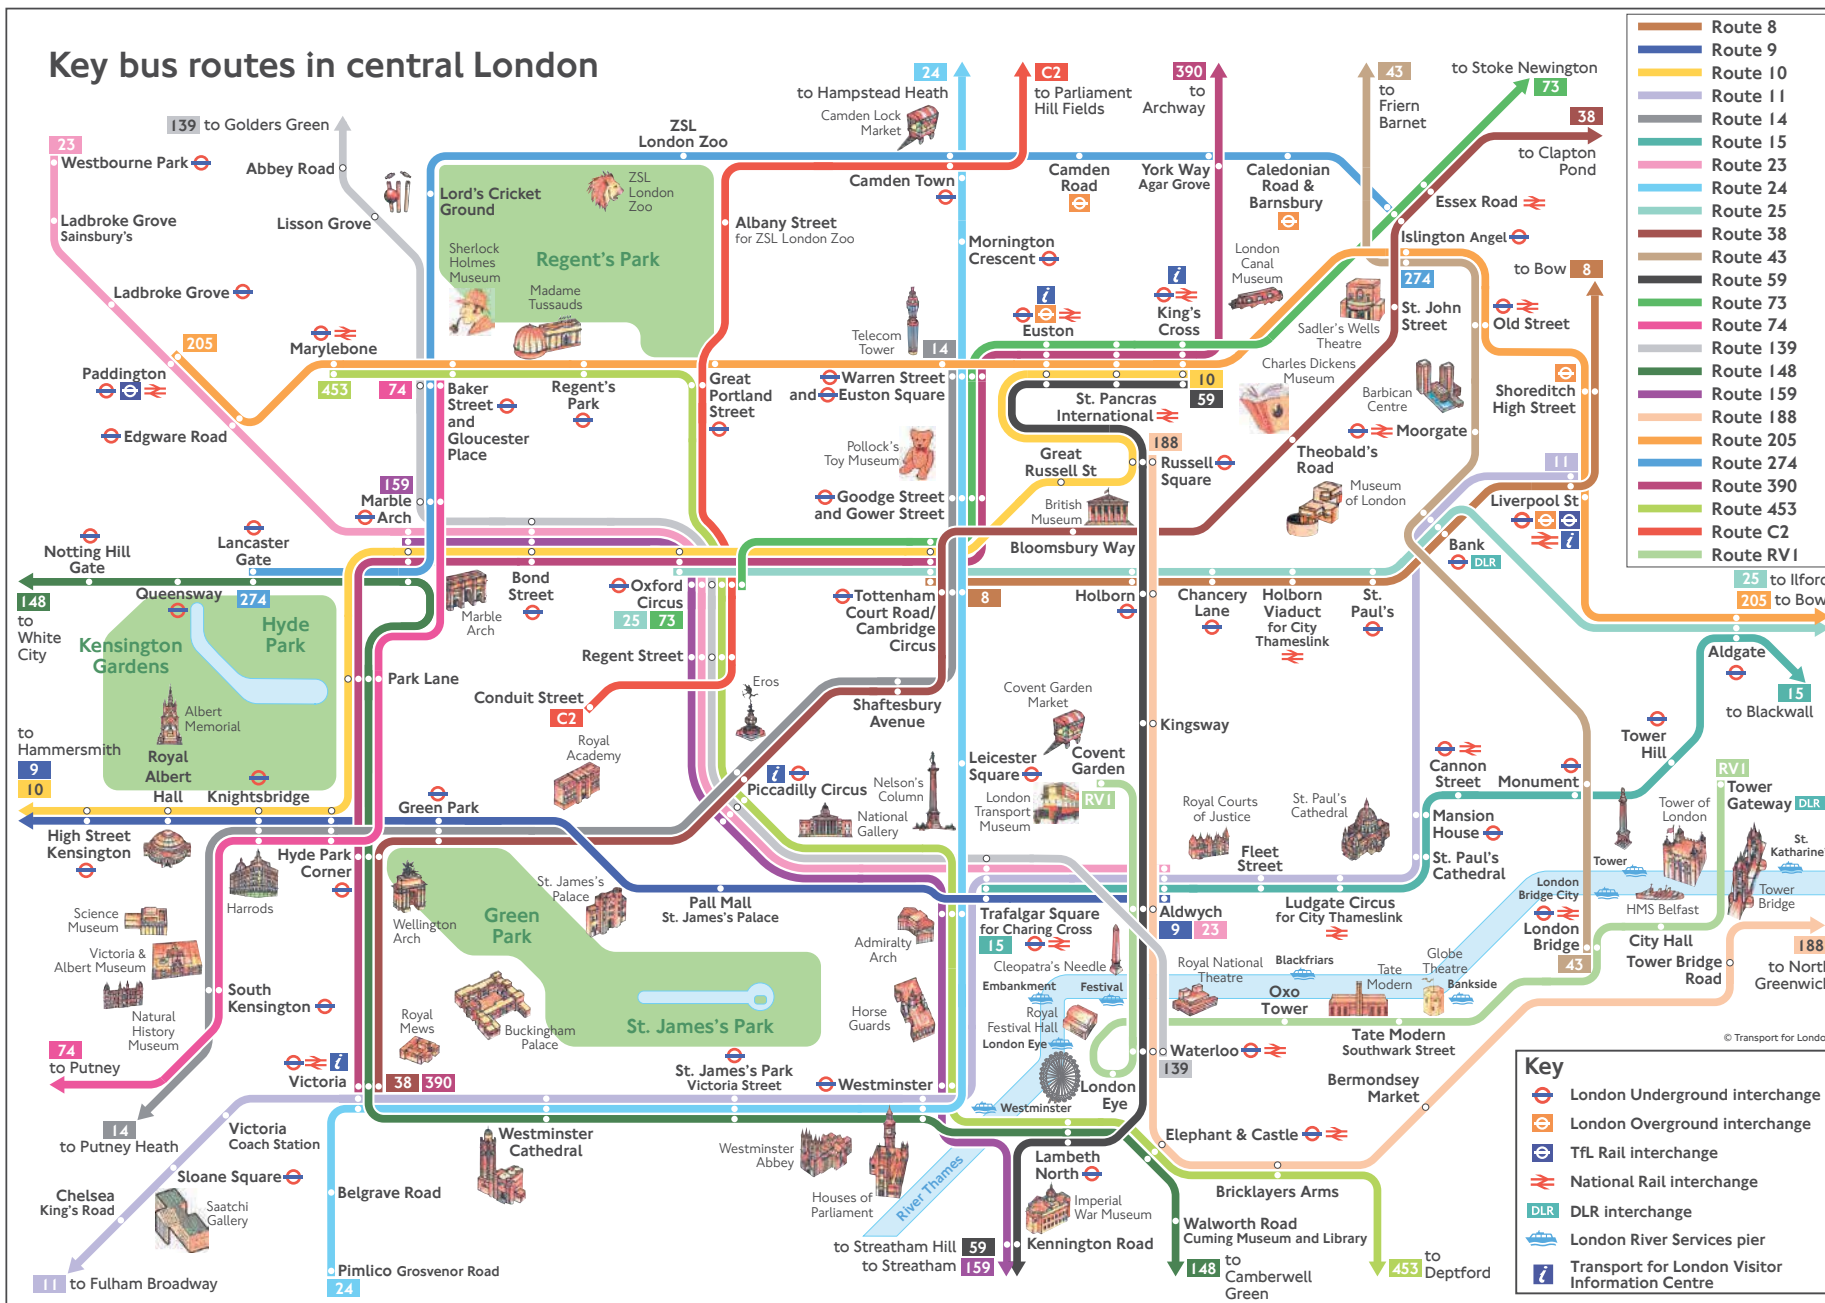 Key bus routes in central London
Route 8
Route 9
Route 10
Route 11
Route 14
Route 15
Route 23
Route 24
Route 25
Route 38
Route 43
Route 59
Route 73
Route 74
Route 139
Route 148
Route 159
Route 188
Route 205
Route 274
Route 390
Route 453
Route C2
Route RV1
24
to Hampstead Heath
C2
to Parliament
Hill Fields
390
to
Archway
43
to
Friern
Barnet
to Stoke Newington
73
38
to Clapton
Pond
139 to Golders Green
Abbey Road
Lisson Grove
23
Westbourne Park
Ladbroke Grove
Sainsbury's
Ladbroke Grove
205
Paddington
Edgware Road
Marylebone
453
74
ZSL
London Zoo
Camden Lock
Market
Lord's Cricket
Ground
ZSL
London
Zoo
Sherlock
Holmes
Museum
Regent's Park
Madame
Tussauds
Albany Street
for ZSL London Zoo
Camden Town
Camden
Road
York Way
Agar Grove
Caledonian
Road &
Barnsbury
Essex Road
Islington Angel
274
to Bow 8
Mornington
Crescent
London
Canal
Museum
Telecom
Tower
14
Euston
King's
Cross
Sadler's Wells
Theatre
St. John
Street
Old Street
Baker
Street
and
Gloucester
Place
Regent's
Park
Great
Portland
Street
Warren Street
and Euston Square
10
59
St. Pancras
International
Charles Dickens
Museum
Barbican
Centre
Shoreditch
High Street
Moorgate
Pollock's
Toy Museum
Great
Russell St
188
Russell
Square
Theobald's
Road
Museum
of London
11
Liverpool St
159
Marble
Arch
Goodge Street
and Gower Street
British
Museum
Bloomsbury Way
Bank
DLR
Notting Hill
Gate
Lancaster
Gate
Queensway
274
148
to
White
City
Kensington
Gardens
Hyde
Park
Marble
Arch
Bond
Street
Oxford
Circus
25 73
Tottenham
Court Road/
Cambridge
Circus
8
Holborn
Chancery
Lane
Holborn
Viaduct
for City
Thameslink
St.
Paul's
25 to Ilford
205 to Bow
Aldgate
15
to Blackwall
Regent Street
Conduit Street
C2
Park Lane
Albert
Memorial
Royal
Albert
Hall
to
Hammersmith
9
10
Knightsbridge
Green Park
Royal
Academy
Eros
Shaftesbury
Avenue
Covent Garden
Market
Kingsway
Covent
Garden
RV1
Leicester
Square
Piccadilly Circus
Nelson's
Column
National
Gallery
London
Transport
Museum
Royal Courts
of Justice
St. Paul's
Cathedral
Cannon
Street
Monument
Tower
Hill
RV1
Tower
Gateway DLR
Mansion
House
St. Paul's
Cathedral
Tower of
London
Tower
St.
Katharine's
Tower
Bridge
High Street
Kensington
Harrods
Hyde Park
Corner
Wellington
Arch
Green
Park
St. James's
Palace
Pall Mall
St. James's Palace
Fleet
Street
Ludgate Circus
for City Thameslink
Trafalgar Square
for Charing Cross
15
Aldwych
9 23
London
Bridge City
London
Bridge
43
HMS Belfast
City Hall
Tower Bridge
Road
188
to North
Greenwich
Science
Museum
Victoria &
Albert Museum
Natural
History
Museum
South
Kensington
Admiralty
Arch
Cleopatra's Needle
Embankment
Festival
Royal National
Theatre
Blackfriars
Oxo
Tower
Tate
Modern
Globe
Theatre
Bankside
Horse
Guards
Royal
Festival Hall
London Eye
Tate Modern
Southwark Street
© Transport for London
Royal
Mews
Buckingham
Palace
St. James's Park
74
to Putney
Victoria
38 390
St. James's Park
Victoria Street
Westminster
Westminster
London
Eye
Waterloo
139
Bermondsey
Market
14
to Putney Heath
Victoria
Coach Station
Westminster
Cathedral
Westminster
Abbey
Houses of
Parliament
River Thames
Lambeth
North
Elephant & Castle
Bricklayers Arms
Sloane Square
Chelsea
King's Road
Saatchi
Gallery
Belgrave Road
Imperial
War Museum
Walworth Road
Cuming Museum and Library
to Streatham Hill 59
to Streatham 159
Kennington Road
11 to Fulham Broadway
Pimlico Grosvenor Road
24
148
to
Camberwell
Green
453
to
Deptford
Key
London Underground interchange
London Overground interchange
TfL Rail interchange
National Rail interchange
DLR DLR interchange
London River Services pier
Transport for London Visitor
Information Centre